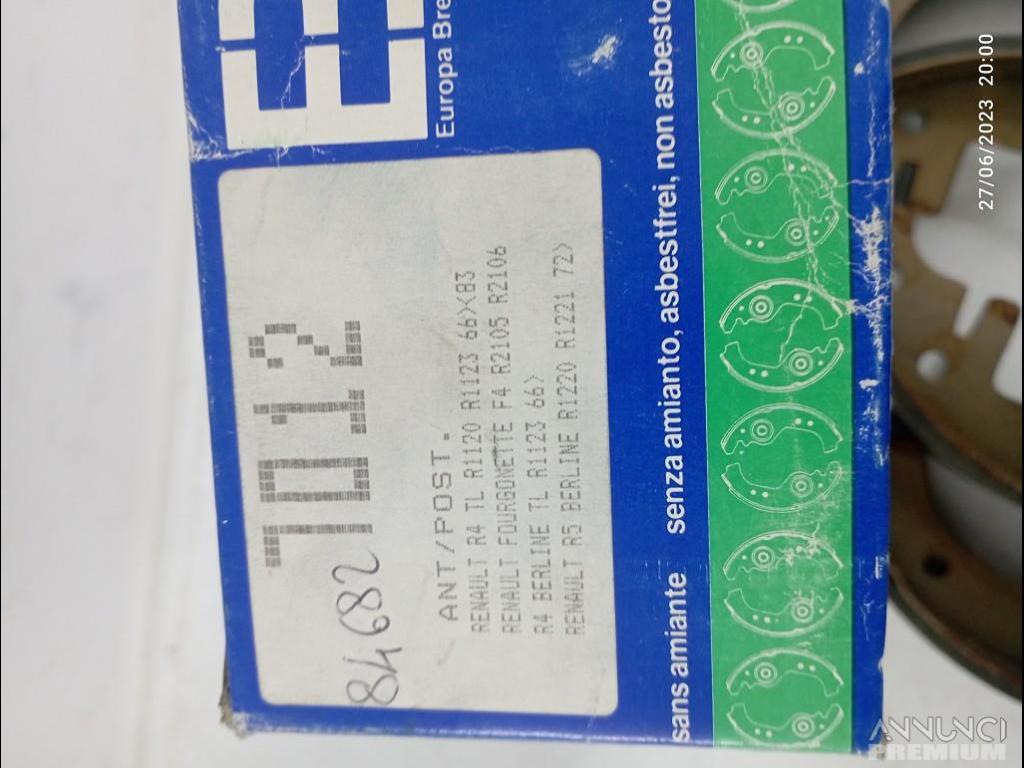 Europa Bre
7012
84682
ANT/POST.
RENAULT R4 TL R1120 R1123 66>&lt;83
RENAULT FOURGONETTE F4 R2105 R2106
R4 BERLINE TL R1123 66>
RENAULT R5 BERLINE R1220 R1221 72>
sans amiante senza amianto, asbestfrei, non asbesto
27/06/2023 20:00
ANNUNCI
PREMIUM